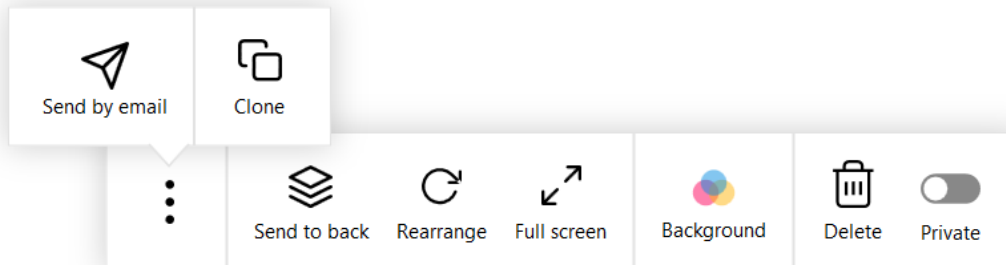 Send by email
Clone
Send to back
Rearrange
Full screen
Background
Delete
Private